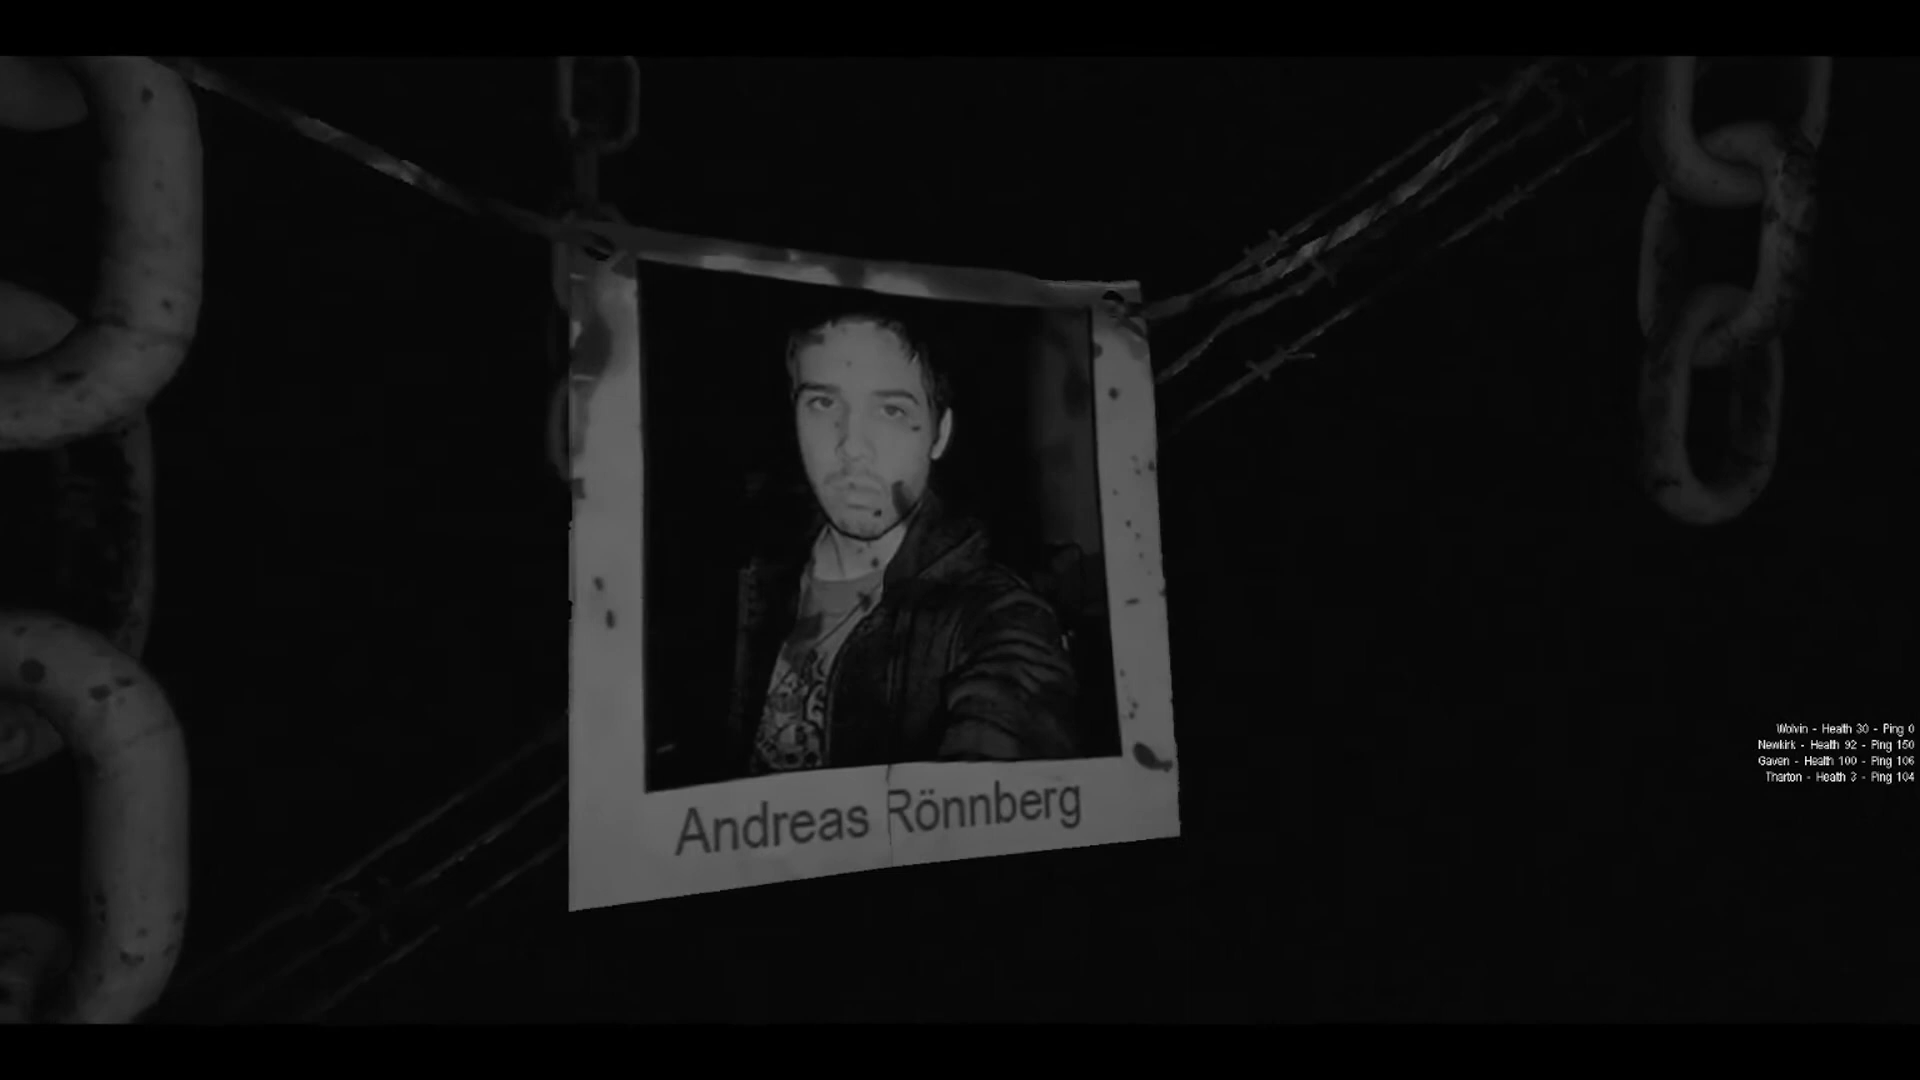 Andreas Rönnberg
Wolvin - Health 30 - Ping 0
Newkirk - Health 92 - Ping 150
Gaven - Health 100 - Ping 106
Tharton - Health 3 - Ping 104